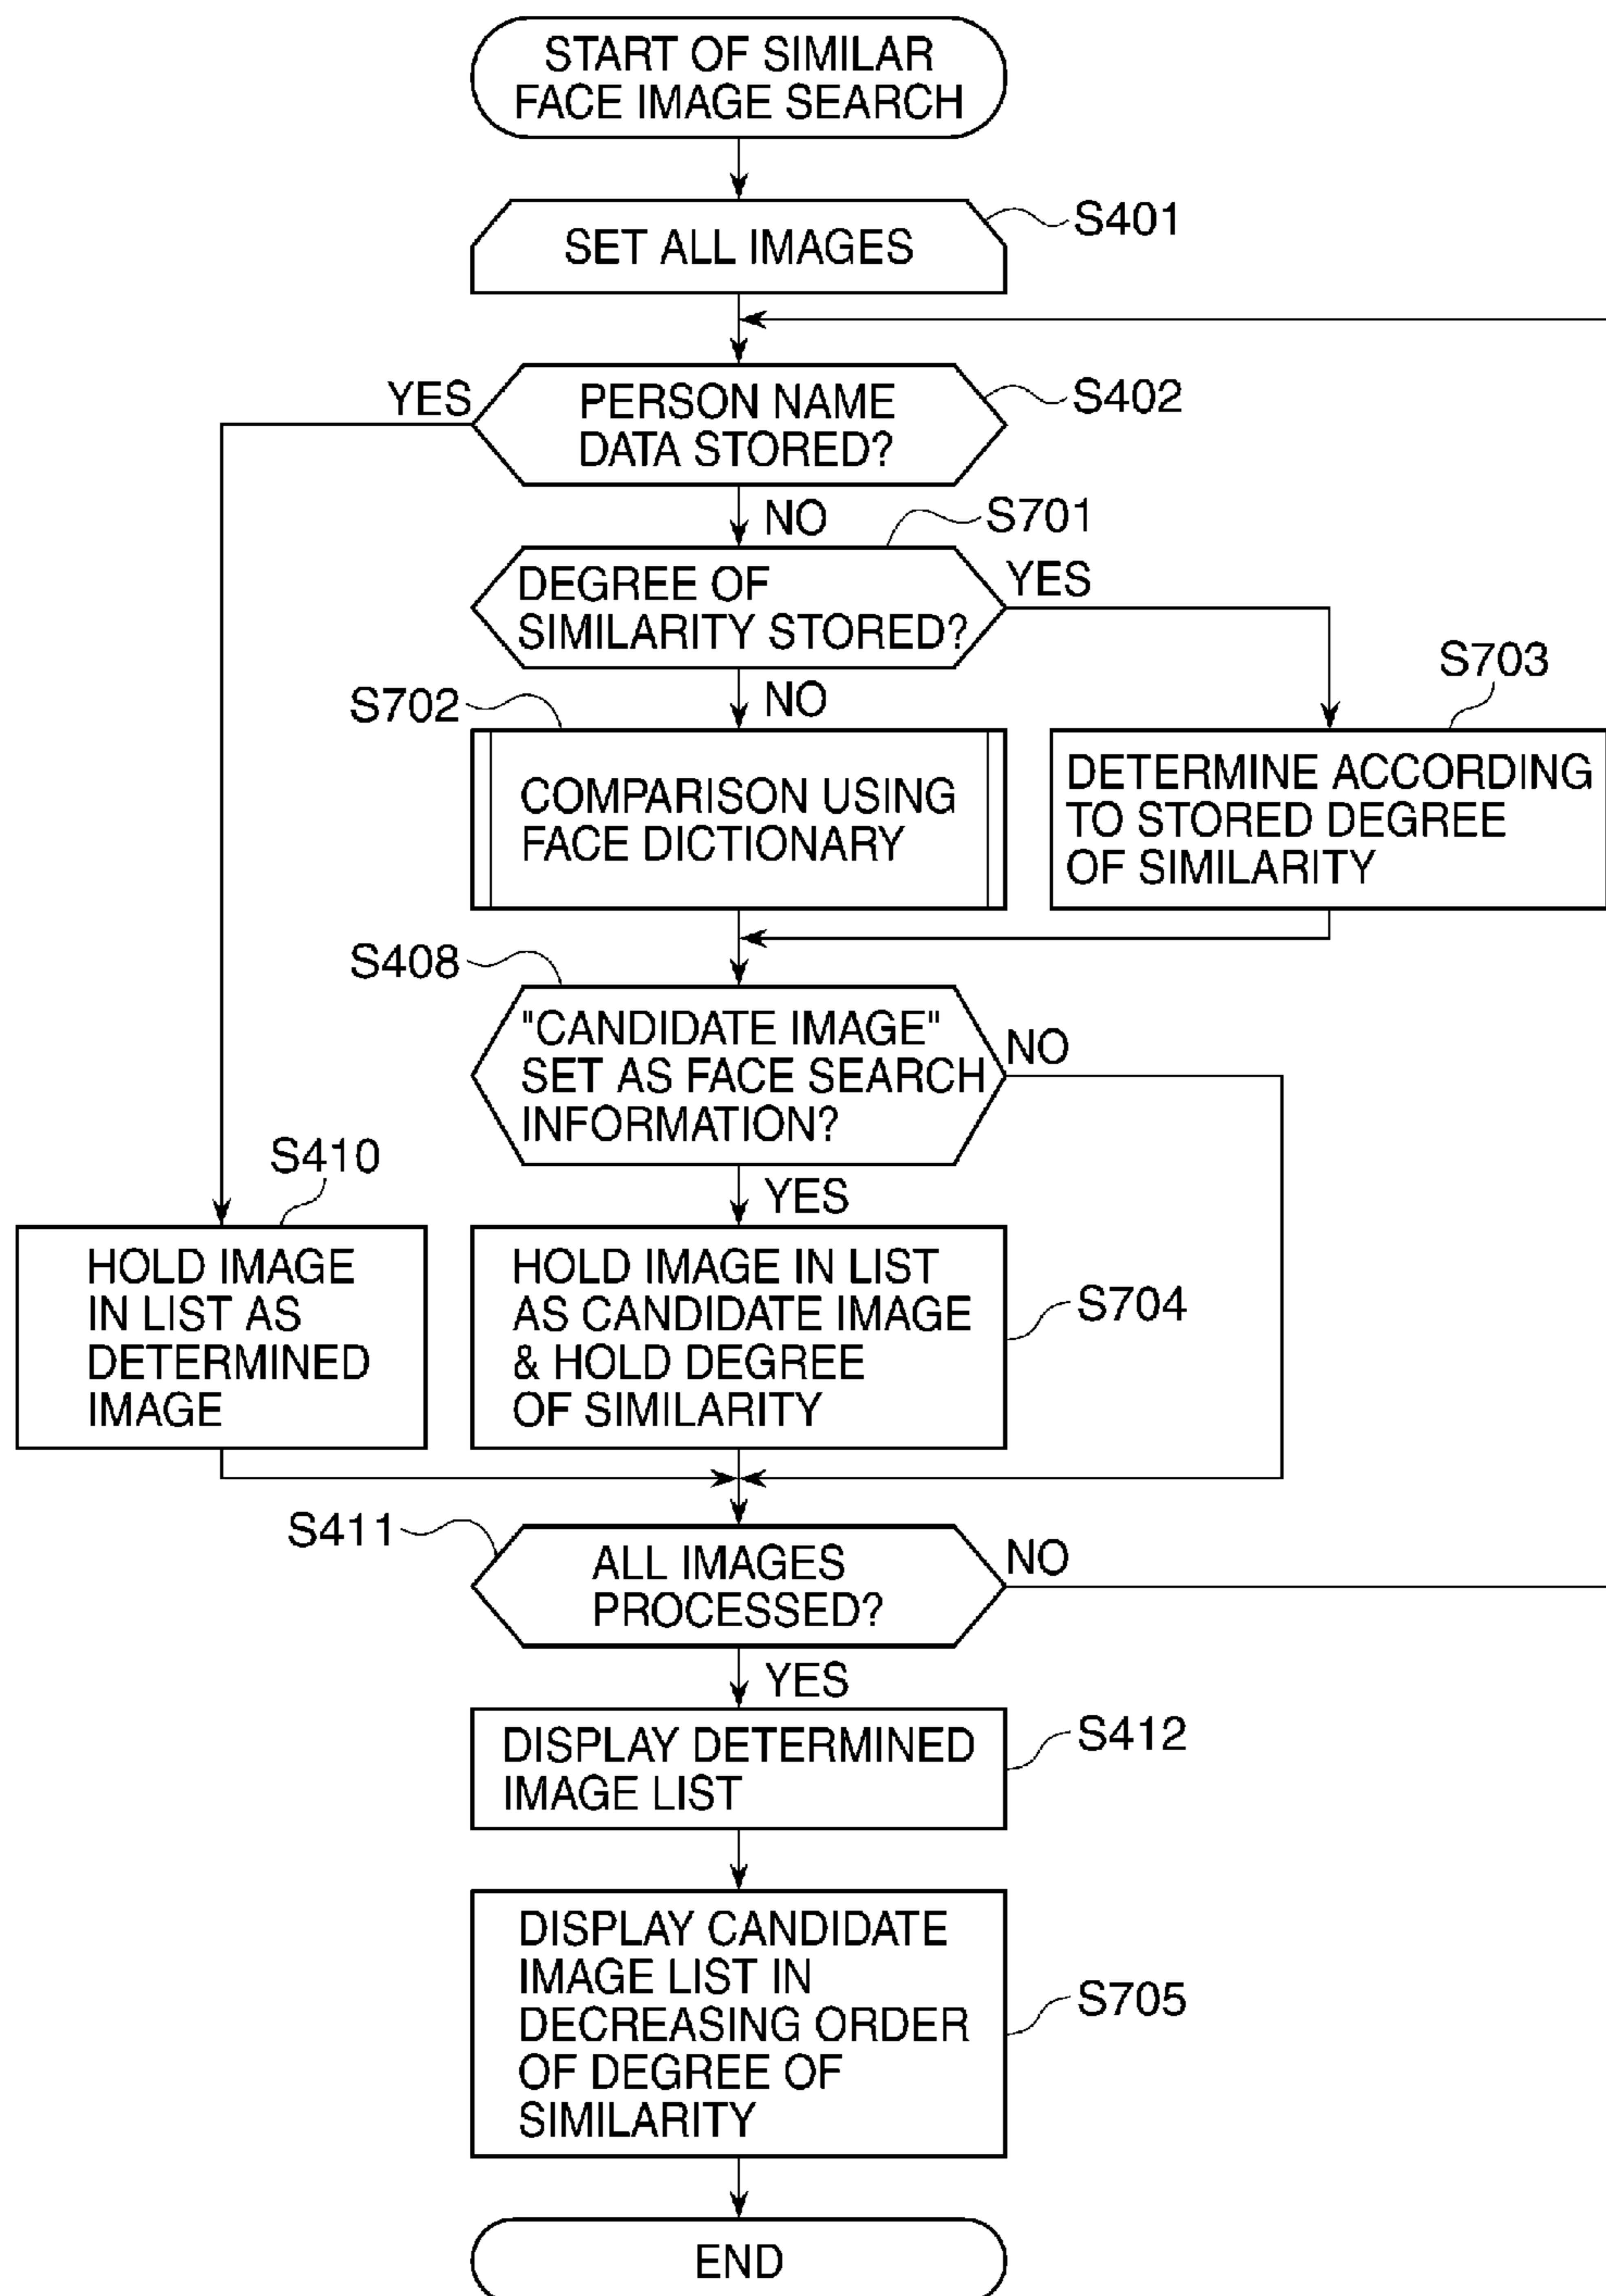 START OF SIMILAR
FACE IMAGE SEARCH
S401
SET ALL IMAGES
YES
PERSON NAME
DATA STORED?
S402
NO
S701
DEGREE OF
SIMILARITY STORED?
YES
S702
NO
S703
COMPARISON USING
FACE DICTIONARY
DETERMINE ACCORDING
TO STORED DEGREE
OF SIMILARITY
S408
"CANDIDATE IMAGE"
SET AS FACE SEARCH
INFORMATION?
NO
S410
YES
HOLD IMAGE
IN LIST AS
DETERMINED
IMAGE
HOLD IMAGE IN LIST
AS CANDIDATE IMAGE
& HOLD DEGREE
OF SIMILARITY
S704
S411
ALL IMAGES
PROCESSED?
NO
YES
DISPLAY DETERMINED
IMAGE LIST
S412
DISPLAY CANDIDATE
IMAGE LIST IN
DECREASING ORDER
OF DEGREE OF
SIMILARITY
S705
END